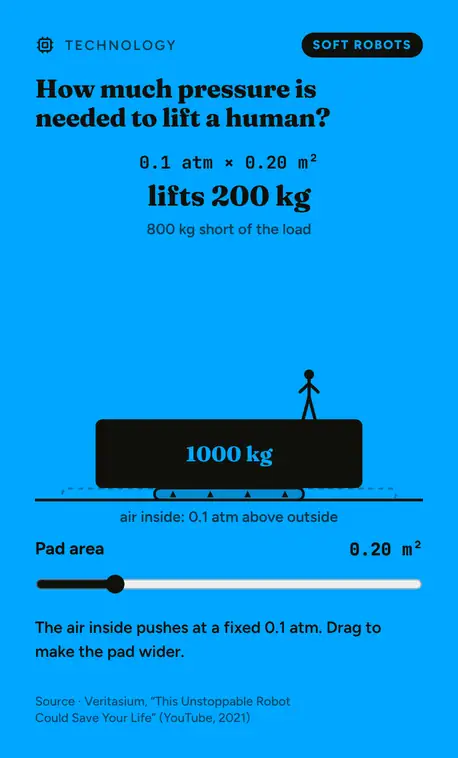 TECHNOLOGY
SOFT ROBOTS
How much pressure is
needed to lift a human?
0.1 atm × 0.20 m²
lifts 200 kg
800 kg short of the load
1000 kg
air inside: 0.1 atm above outside
Pad area
0.20 m²
The air inside pushes at a fixed 0.1 atm. Drag to
make the pad wider.
Source · Veritasium, “This Unstoppable Robot
Could Save Your Life” (YouTube, 2021)